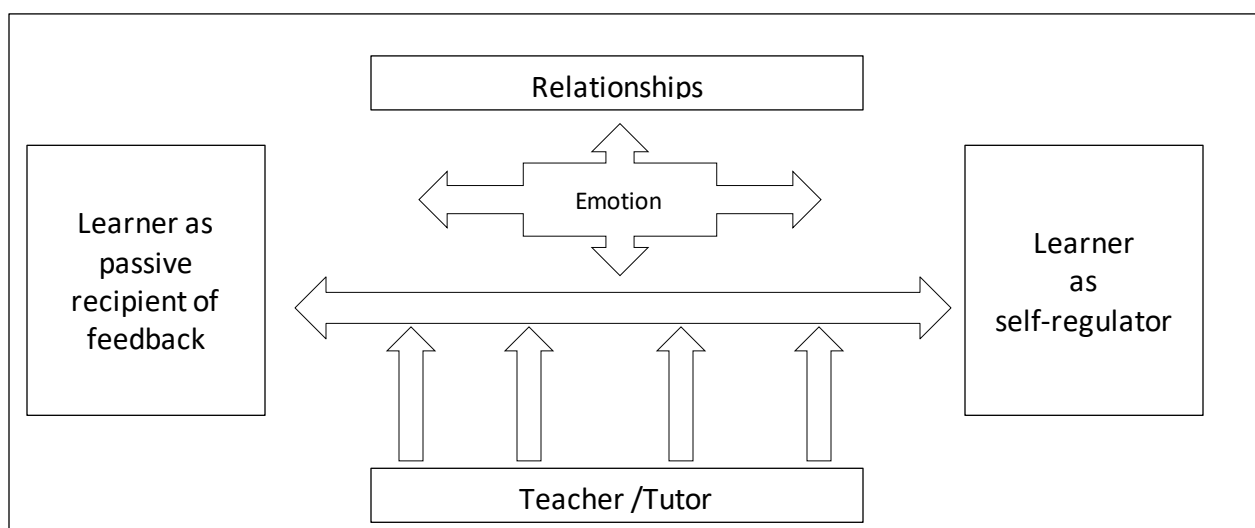 Relationships
Emotion
Learner as
passive
recipient of
feedback
Learner
as
self-regulator
Teacher /Tutor